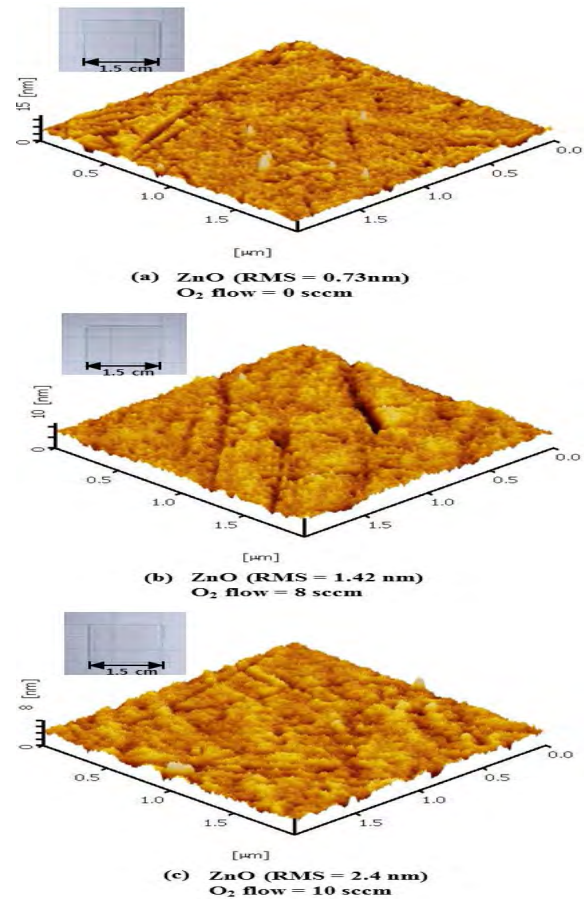 1.5 cm
15 [nm]
0
0.5
1.0
1.5
0.0
0.5
1.0
1.5
[μm]
(a) ZnO (RMS = 0.73nm)
O₂ flow = 0 sccm
1.5 cm
10 [nm]
0
0.5
1.0
1.5
0.0
0.5
1.0
1.5
[μm]
(b) ZnO (RMS = 1.42 nm)
O₂ flow = 8 sccm
1.5 cm
8 [nm]
0
0.5
1.0
1.5
0.0
0.5
1.0
1.5
[μm]
(c) ZnO (RMS = 2.4 nm)
O₂ flow = 10 sccm